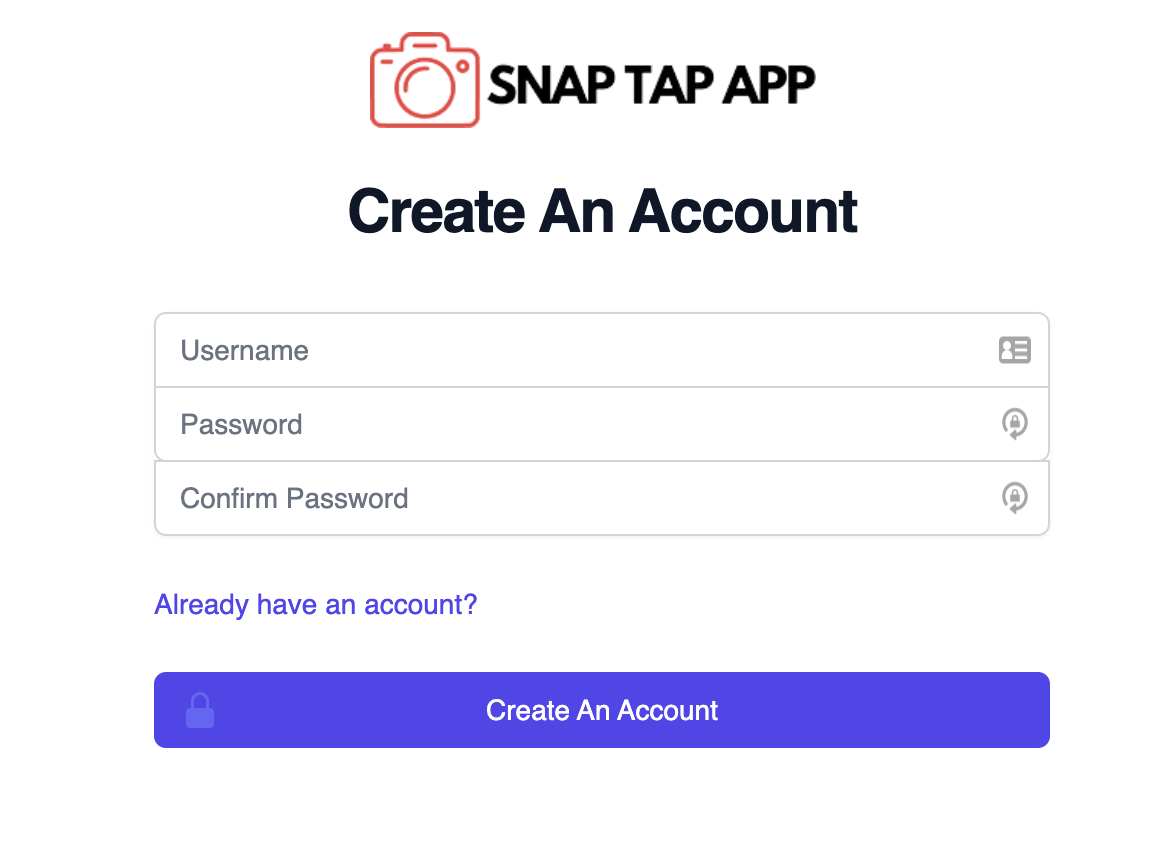 SNAP TAP APP
Create An Account
Username
Password
Confirm Password
Already have an account?
Create An Account